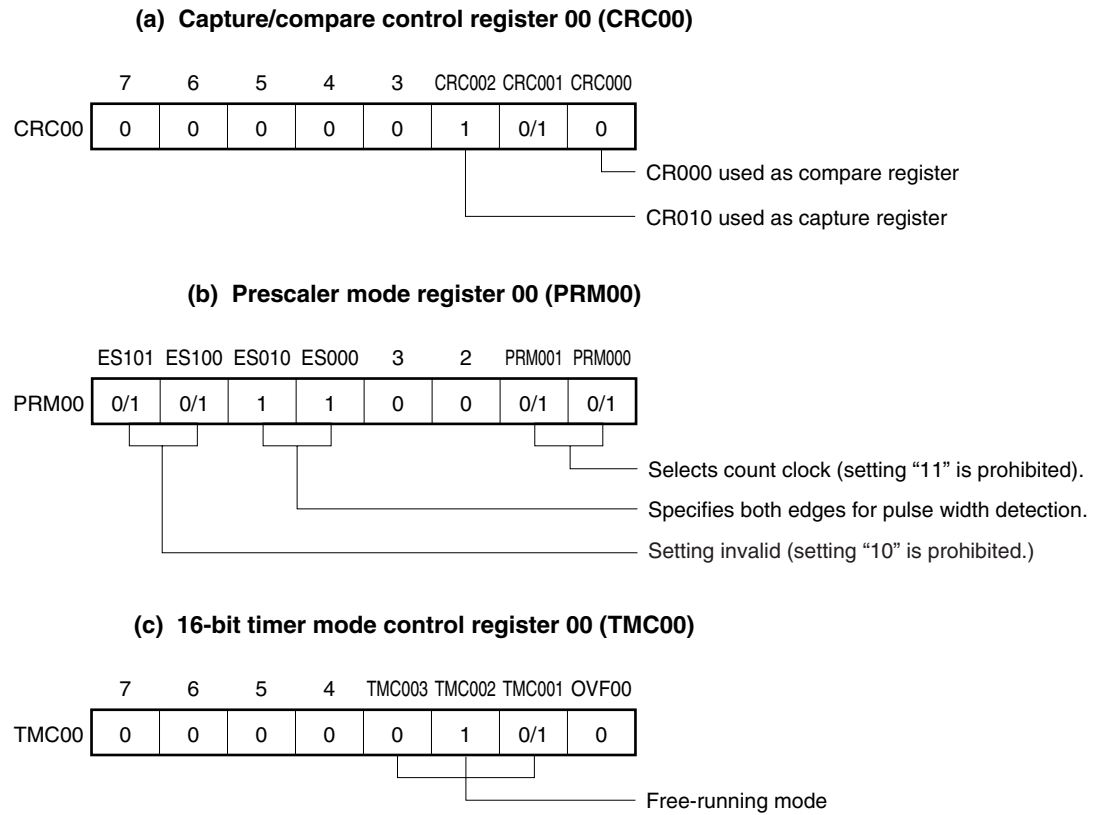 (a) Capture/compare control register 00 (CRC00)
7 6 5 4 3 CRC002 CRC001 CRC000
CRC00 0 0 0 0 0 1 0/1 0
CR000 used as compare register
CR010 used as capture register
(b) Prescaler mode register 00 (PRM00)
ES101 ES100 ES010 ES000 3 2 PRM001 PRM000
PRM00 0/1 0/1 1 1 0 0 0/1 0/1
Selects count clock (setting “11” is prohibited).
Specifies both edges for pulse width detection.
Setting invalid (setting “10” is prohibited.)
(c) 16-bit timer mode control register 00 (TMC00)
7 6 5 4 TMC003 TMC002 TMC001 OVF00
TMC00 0 0 0 0 0 1 0/1 0
Free-running mode